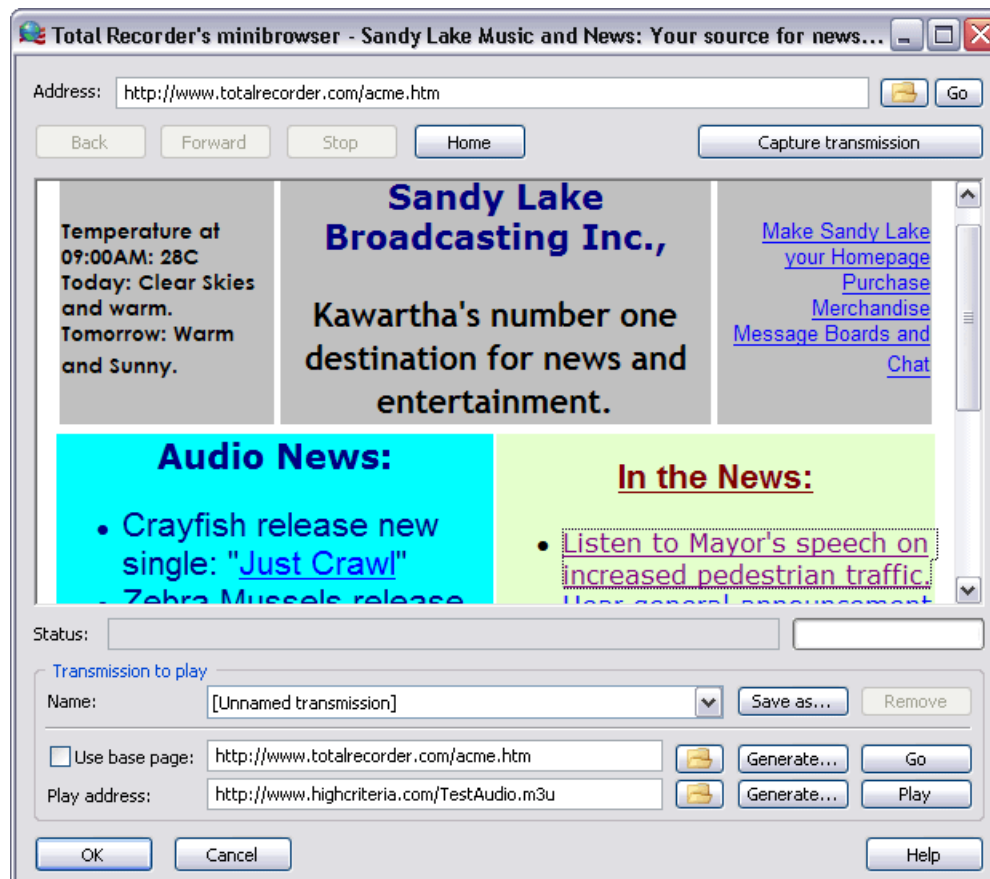 Total Recorder's minibrowser - Sandy Lake Music and News: Your source for news...
Address: http://www.totalrecorder.com/acme.htm Go
Back Forward Stop Home Capture transmission
Temperature at
09:00AM: 28C
Today: Clear Skies
and warm.
Tomorrow: Warm
and Sunny.
Sandy Lake
Broadcasting Inc.,
Kawartha's number one
destination for news and
entertainment.
Make Sandy Lake
your Homepage
Purchase
Merchandise
Message Boards and
Chat
Audio News:
• Crayfish release new
single: "Just Crawl"
• Zebra Mussels release
In the News:
• Listen to Mayor's speech on
increased pedestrian traffic.
Hear general announcement
Status:
Transmission to play
Name: [Unnamed transmission] Save as... Remove
Use base page: http://www.totalrecorder.com/acme.htm Generate... Go
Play address: http://www.highcriteria.com/TestAudio.m3u Generate... Play
OK Cancel Help